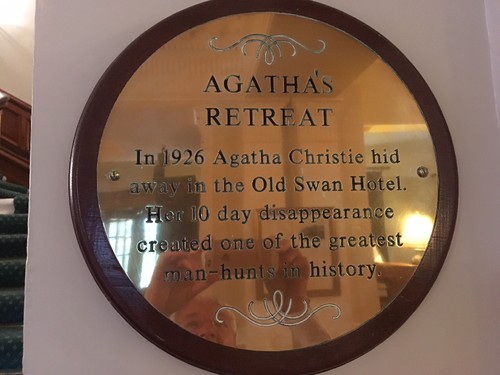 AGATHA'S
RETREAT
In 1926 Agatha Christie hid
away in the Old Swan Hotel.
Her 10 day disappearance
created one of the greatest
man-hunts in history.